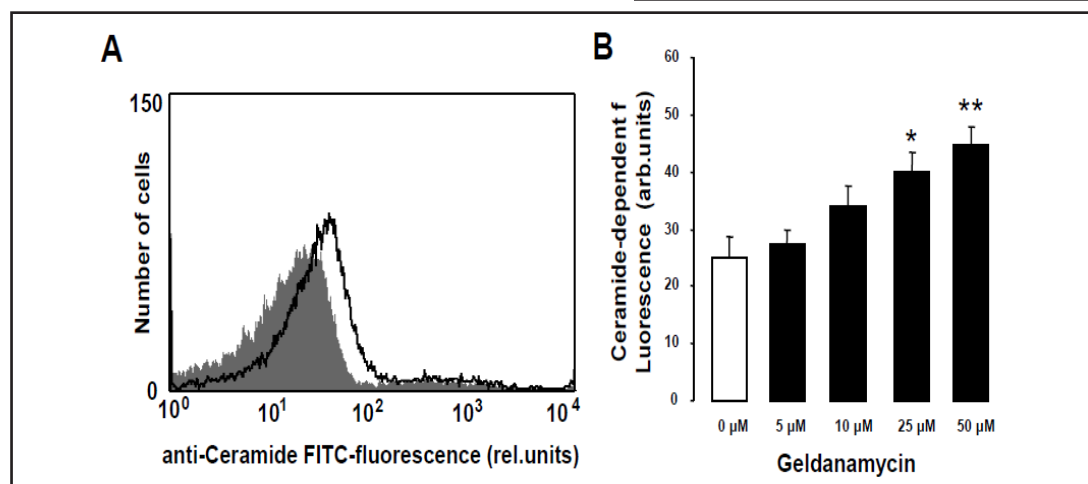 A
150
Number of cells
0
10^0 10^1 10^2 10^3 10^4
anti-Ceramide FITC-fluorescence (rel.units)
B
Ceramide-dependent f
Luorescence (arb.units)
60
50
40
30
20
10
0
* **
0 µM 5 µM 10 µM 25 µM 50 µM
Geldanamycin